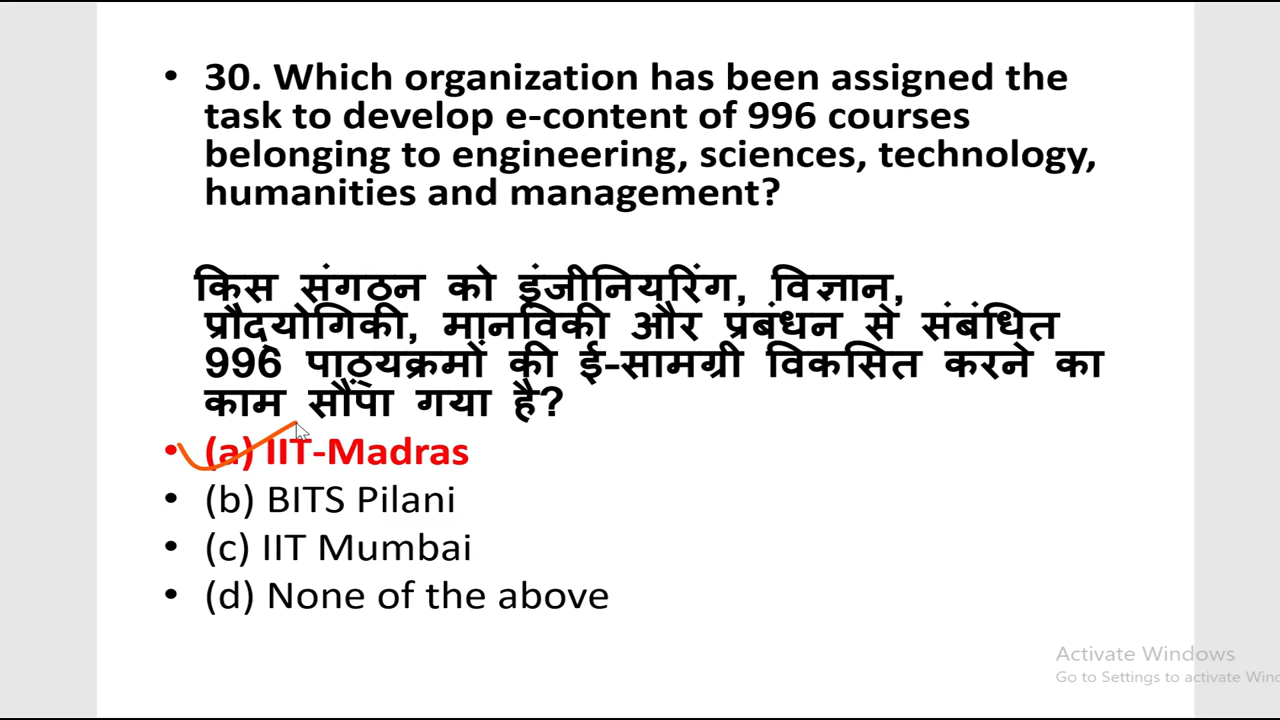 • 30. Which organization has been assigned the
task to develop e-content of 996 courses
belonging to engineering, sciences, technology,
humanities and management?
किस संगठन को इंजीनियरिंग, विज्ञान,
प्रौद्योगिकी, मानविकी और प्रबंधन से संबंधित
996 पाठ्यक्रमों की ई-सामग्री विकसित करने का
काम सौंपा गया है?
• (a) IIT-Madras
• (b) BITS Pilani
• (c) IIT Mumbai
• (d) None of the above
Activate Windows
Go to Settings to activate Win